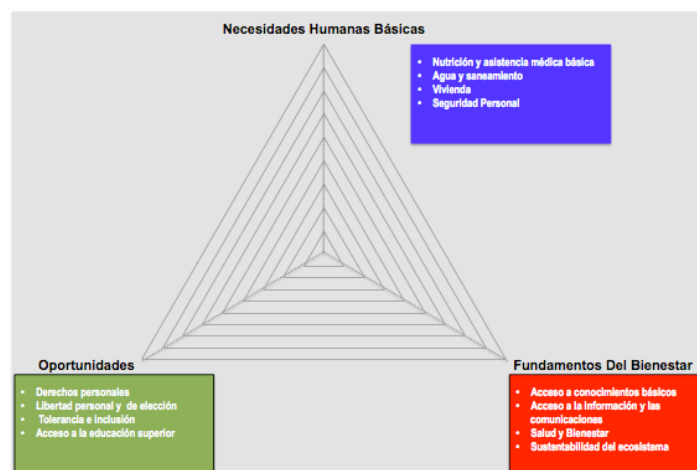 Necesidades Humanas Básicas
• Nutrición y asistencia médica básica
• Agua y saneamiento
• Vivienda
• Seguridad Personal
Oportunidades
• Derechos personales
• Libertad personal y de elección
• Tolerancia e inclusión
• Acceso a la educación superior
Fundamentos Del Bienestar
• Acceso a conocimientos básicos
• Acceso a la información y las
comunicaciones
• Salud y Bienestar
• Sustentabilidad del ecosistema